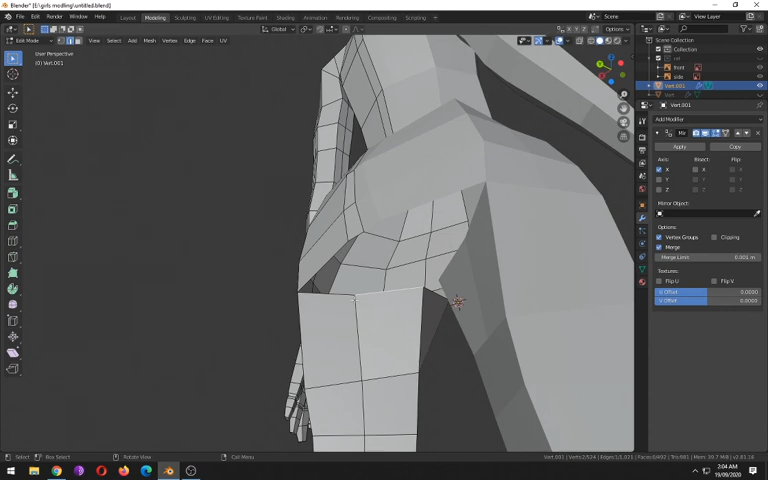 Blender* [E:\girls modling\untitled.blend]
File Edit Render Window Help Layout Modeling Sculpting UV Editing Texture Paint Shading Animation Rendering Compositing Scripting Scene View Layer
Edit Mode View Select Add Mesh Vertex Edge Face UV Global Options
User Perspective
(0) Vert.001
Scene Collection
Collection
ref
front
side
Vert.001
Vert
Vert.001
Add Modifier
Mir
Apply Copy
Axis: Bisect: Flip:
X X X
Y Y Y
Z Z Z
Mirror Object:
Options:
Vertex Groups Clipping
Merge
Merge Limit 0.001 m
Textures:
Flip U Flip V
U Offset 0.0000
V Offset 0.0000
Select Box Select Rotate View Call Menu
2:04 AM
19/09/2020